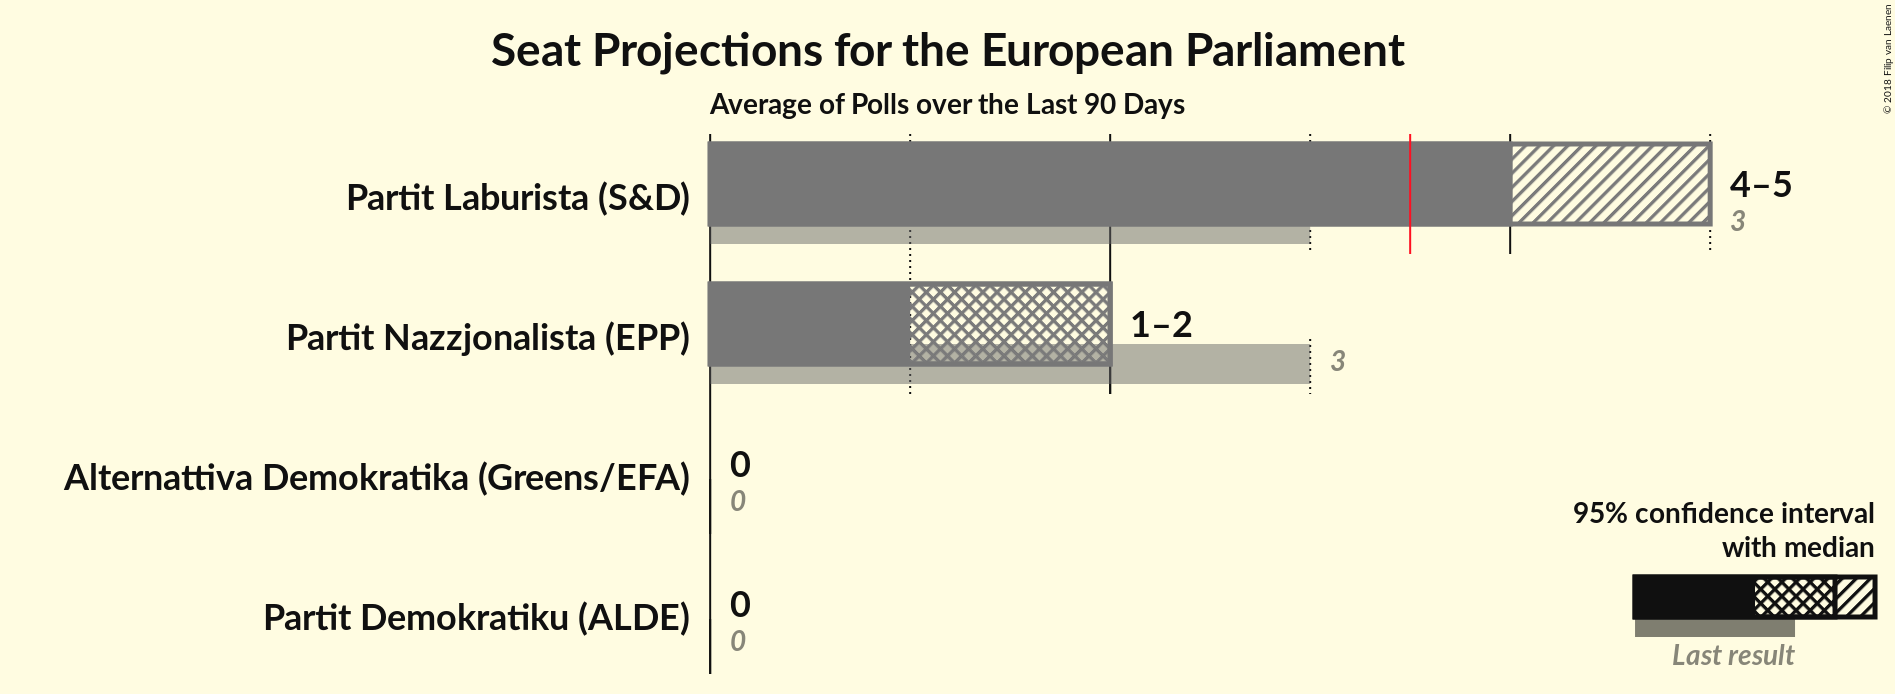 Seat Projections for the European Parliament
Average of Polls over the Last 90 Days
© 2018 Filip van Laenen
Partit Laburista (S&D)
4–5
3
Partit Nazzjonalista (EPP)
1–2
3
Alternattiva Demokratika (Greens/EFA)
0
0
Partit Demokratiku (ALDE)
0
0
95% confidence interval
with median
Last result